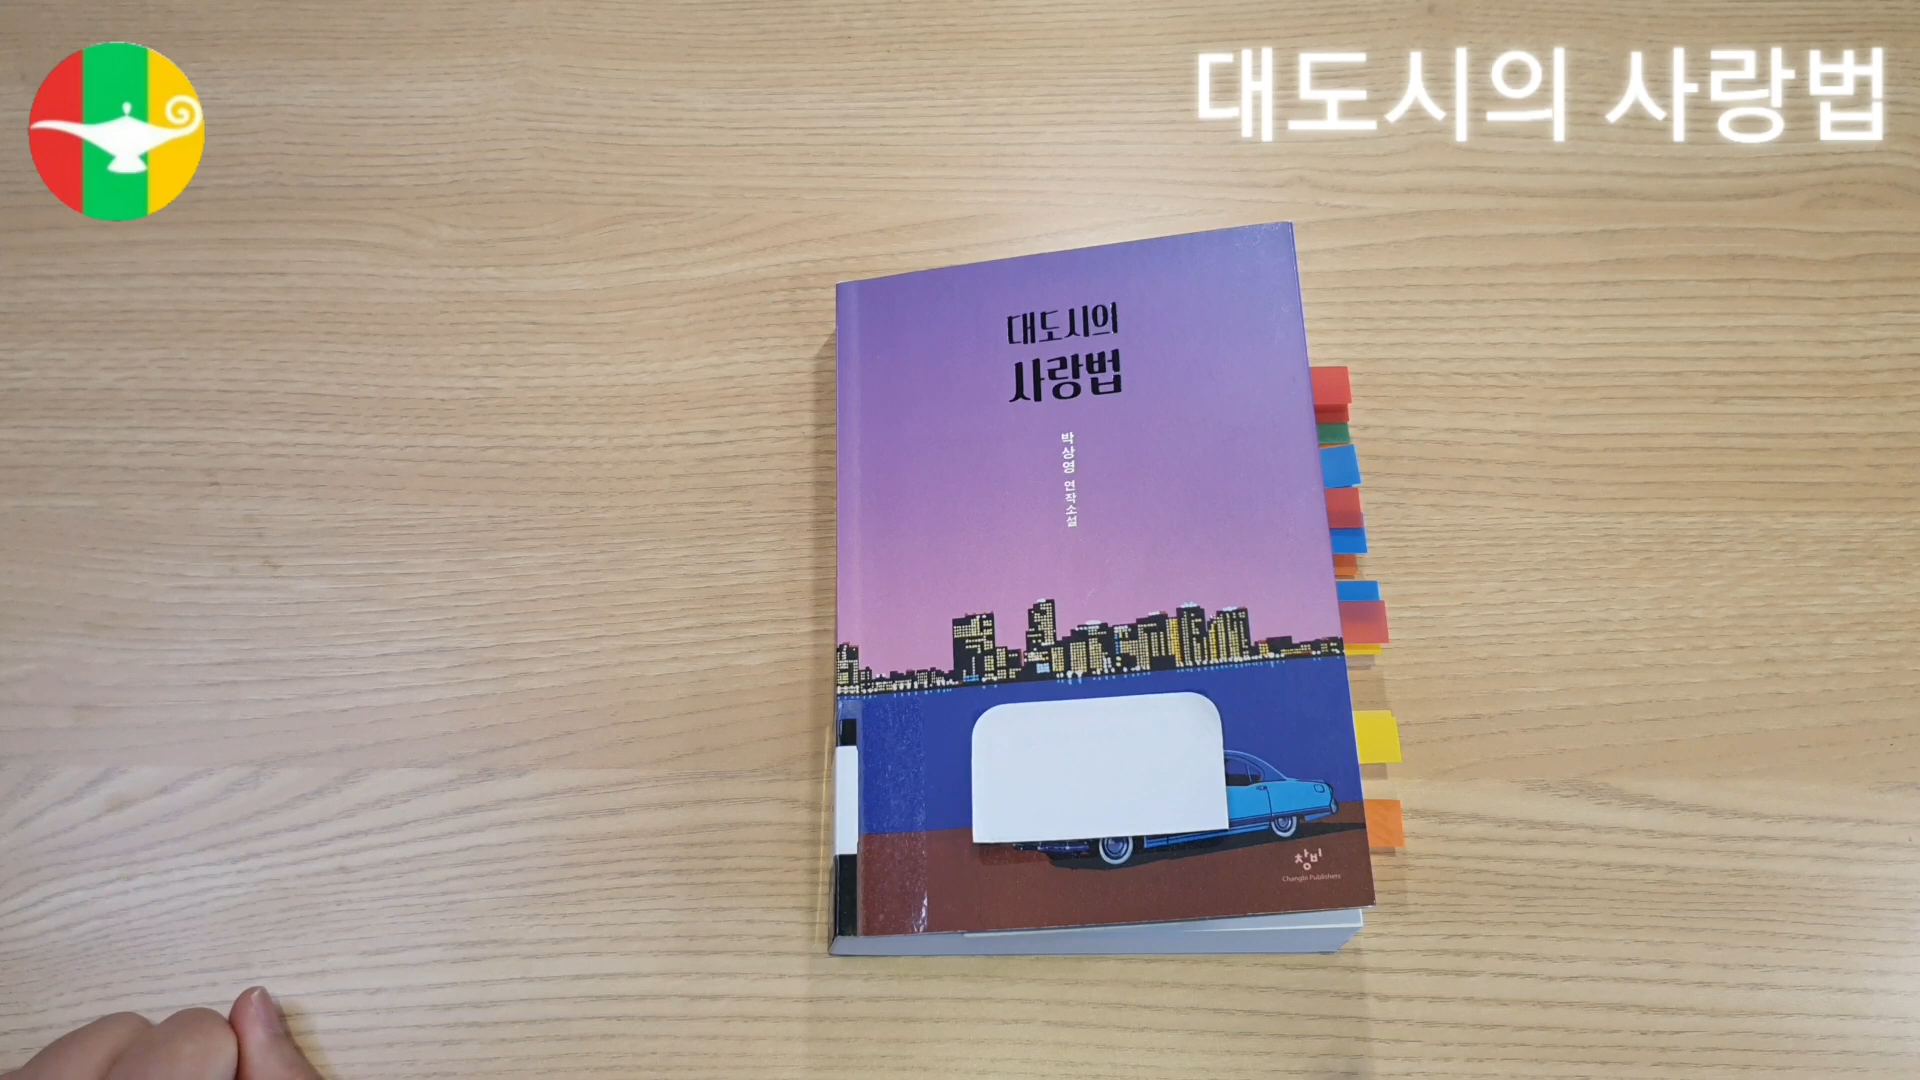 대도시의 사랑법
대도시의
사랑법
박상영 연작소설
창비
Changbi Publishers